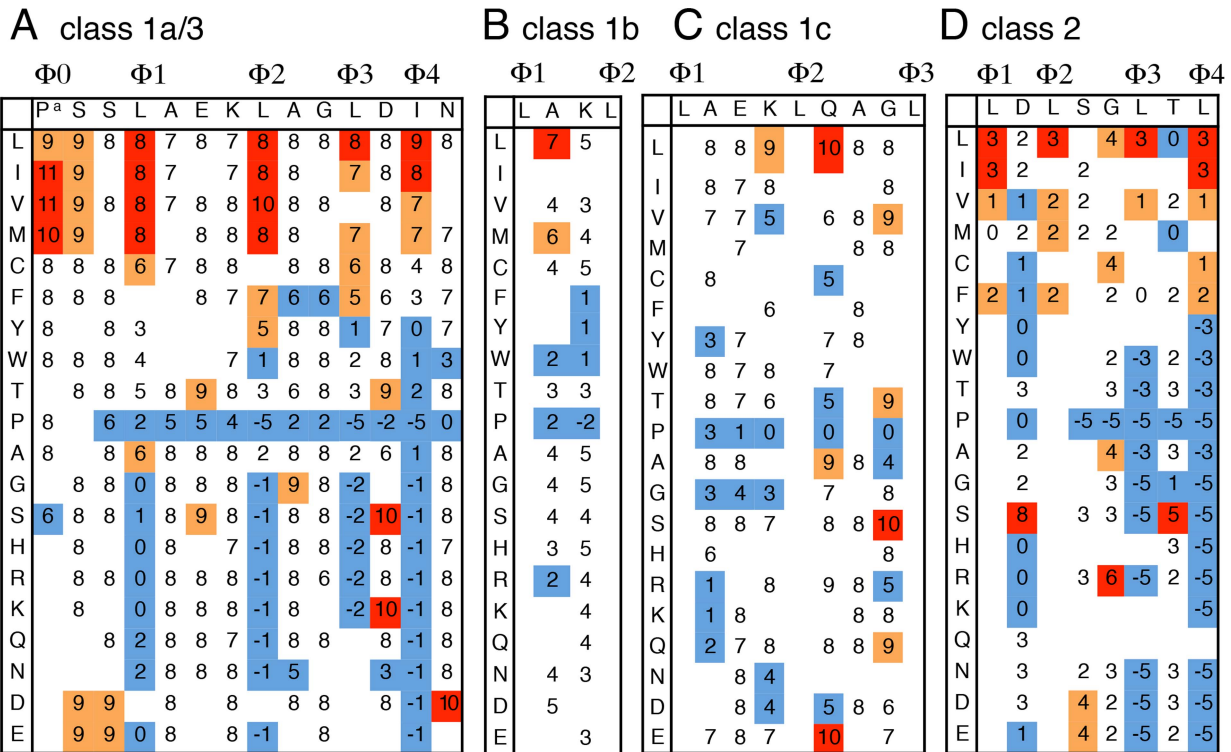 A class 1a/3
Φ0 Φ1 Φ2 Φ3 Φ4
Pa S S L A E K L A G L D I N
L 9 9 8 8 7 8 7 8 8 8 8 8 9 8
I 11 9 8 7 7 8 8 7 8 8
V 11 9 8 8 7 8 8 10 8 8 8 7
M 10 9 8 8 8 8 8 7 7 7
C 8 8 8 6 7 8 8 8 8 6 8 4 8
F 8 8 8 8 7 7 6 6 5 6 3 7
Y 8 8 3 5 8 8 1 7 0 7
W 8 8 8 4 7 1 8 8 2 8 1 3
T 8 8 5 8 9 8 3 6 8 3 9 2 8
P 8 6 2 5 5 4 -5 2 2 -5 -2 -5 0
A 8 8 6 8 8 8 2 8 8 2 6 1 8
G 8 8 0 8 8 8 -1 9 8 -2 -1 8
S 6 8 8 1 8 9 8 -1 8 8 -2 10 -1 8
H 8 0 8 7 -1 8 8 -2 8 -1 7
R 8 8 0 8 8 8 -1 8 6 -2 8 -1 8
K 8 0 8 8 8 -1 8 -2 10 -1 8
Q 8 2 8 8 7 -1 8 8 8 -1 8
N 2 8 8 8 -1 5 3 -1 8
D 9 9 8 8 8 8 8 -1 10
E 9 9 0 8 8 -1 8 -1
B class 1b
Φ1 Φ2
L A K L
L 7 5
I
V 4 3
M 6 4
C 4 5
F 1
Y 1
W 2 1
T 3 3
P 2 -2
A 4 5
G 4 5
S 4 4
H 3 5
R 2 4
K 4
Q 4
N 4 3
D 5
E 3
C class 1c
Φ1 Φ2 Φ3
L A E K L Q A G L
L 8 8 9 10 8 8
I 8 7 8 8
V 7 7 5 6 8 9
M 7 8 8
C 8 5
F 6 8
Y 3 7 7 8
W 8 7 8 7
T 8 7 6 5 9
P 3 1 0 0 0
A 8 8 9 8 4
G 3 4 3 7 8
S 8 8 7 8 8 10
H 6 8
R 1 8 9 8 5
K 1 8 8 8
Q 2 7 8 8 8 9
N 8 4
D 8 4 5 8 6
E 7 8 7 10 7
D class 2
Φ1 Φ2 Φ3 Φ4
L D L S G L T L
L 3 2 3 4 3 0 3
I 3 2 2 3
V 1 1 2 2 1 2 1
M 0 2 2 2 2 0
C 1 4 1
F 2 1 2 2 0 2 2
Y 0 -3
W 0 2 -3 2 -3
T 3 3 -3 3 -3
P 0 -5 -5 -5 -5 -5
A 2 4 -3 3 -3
G 2 3 -5 1 -5
S 8 3 3 -5 5 -5
H 0 3 -5
R 0 3 6 -5 2 -5
K 0 -5
Q 3
N 3 2 3 -5 3 -5
D 3 4 2 -5 3 -5
E 1 4 2 -5 3 -5